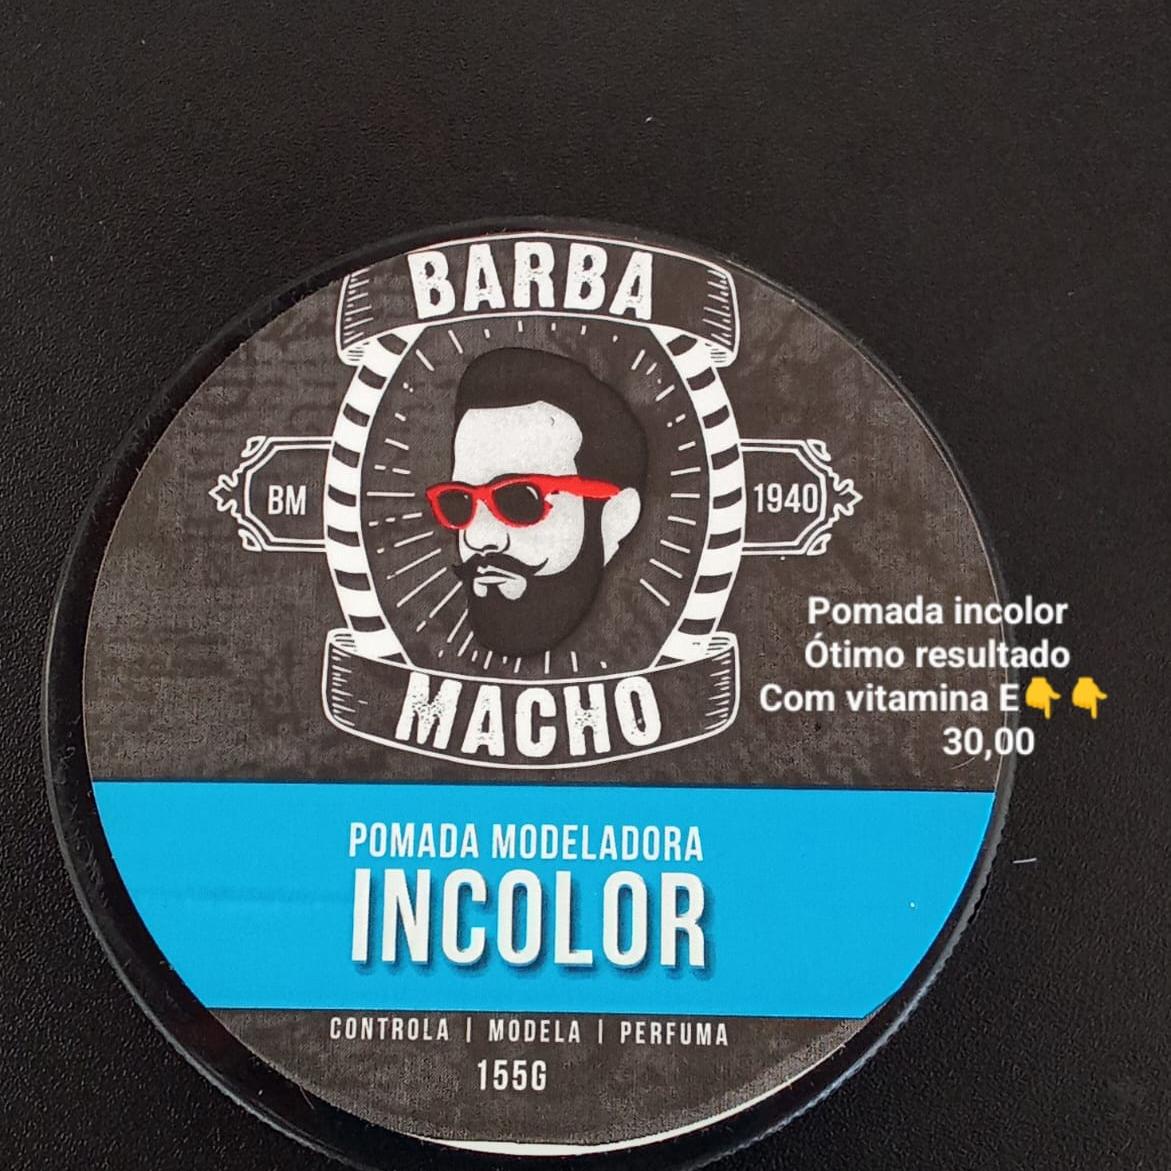 BARBA
BM
1940
MACHO
Pomada incolor
Ótimo resultado
Com vitamina E👇👇
30,00
POMADA MODELADORA
INCOLOR
CONTROLA | MODELA | PERFUMA
155G